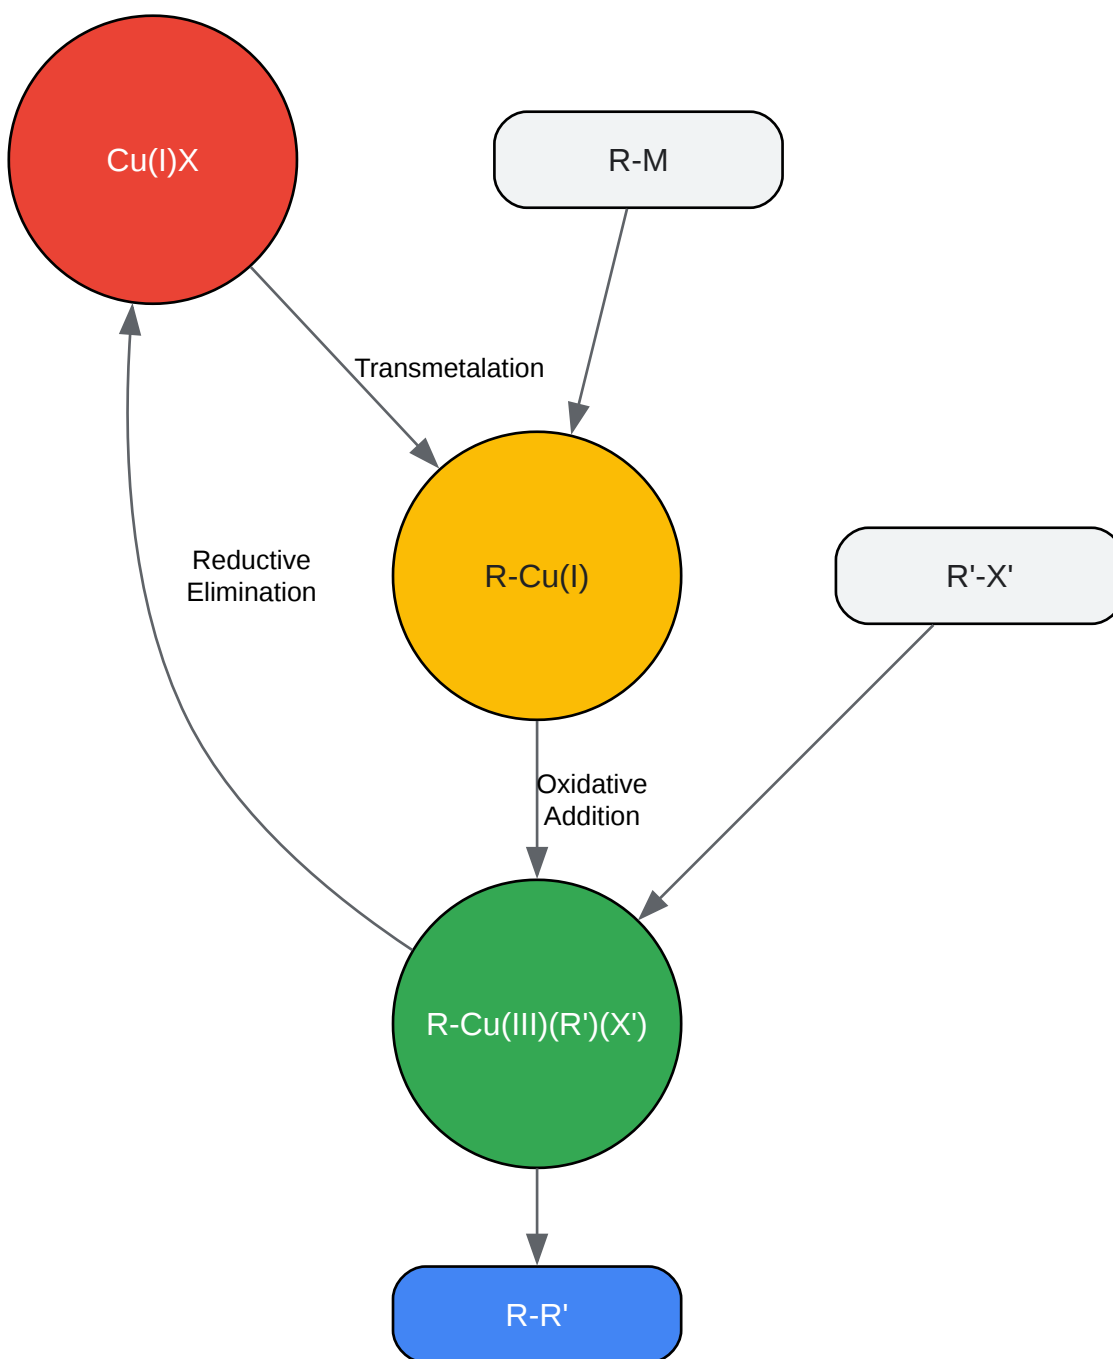 Cu(I)X
R-M
Transmetalation
Reductive
Elimination
R-Cu(I)
R'-X'
Oxidative
Addition
R-Cu(III)(R')(X')
R-R'